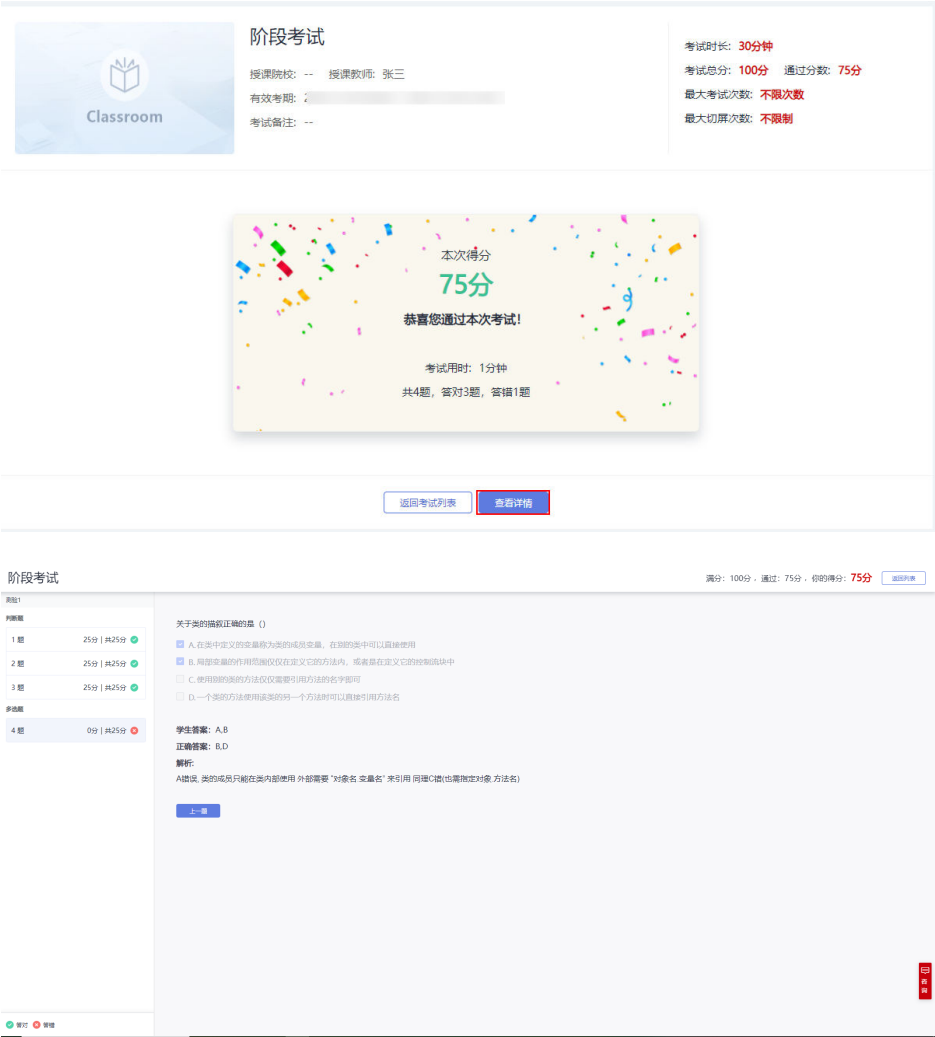 阶段考试
授课院校: -- 授课教师: 张三
有效考期: 2
考试备注: --
Classroom
考试时长: 30分钟
考试总分: 100分 通过分数: 75分
最大考试次数: 不限次数
最大切屏次数: 不限制
本次得分
75分
恭喜您通过本次考试!
考试用时: 1分钟
共4题, 答对3题, 答错1题
返回考试列表 查看详情
阶段考试 满分: 100分 , 通过: 75分 , 你的得分: 75分 返回列表
测验1
判断题
1 题 25分 | 共25分
2 题 25分 | 共25分
3 题 25分 | 共25分
多选题
4 题 0分 | 共25分
答对 答错
关于类的描叙正确的是 ()
A.在类中定义的变量称为类的成员变量、在别的类中可以直接使用
B.局部变量的作用范围仅仅在定义它的方法内、或者是在定义它的控制流块中
C.使用别的类的方法仅仅需要引用方法的名字即可
D.一个类的方法使用该类的另一个方法时可以直接引用方法名
学生答案: A,B
正确答案: B,D
解析:
A错误, 类的成员只能在类内部使用 外部需要 "对象名.变量名" 来引用 同理C错(也需指定对象.方法名)
上一题
咨询